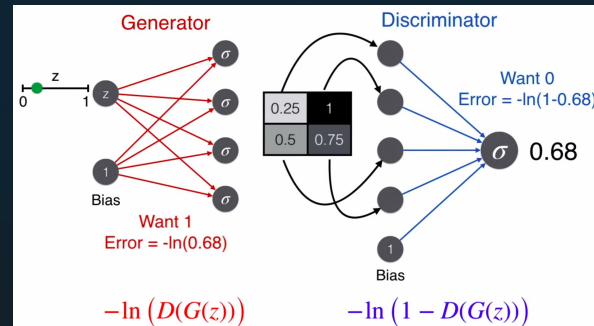 Generator
Discriminator
z
0 1
z
1
Bias
σ
σ
σ
σ
Want 1
Error = -ln(0.68)
0.25 1
0.5 0.75
Want 0
Error = -ln(1-0.68)
σ 0.68
1
Bias
−ln (D(G(z)))
−ln (1 − D(G(z)))